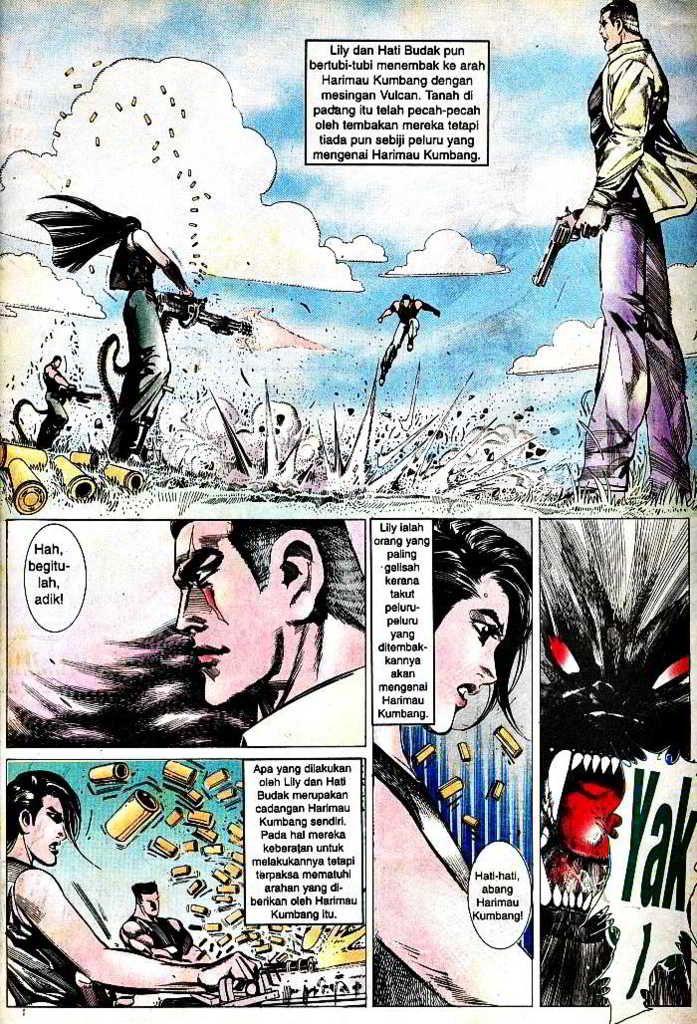 Lily dan Hati Budak pun
bertubi-tubi menembak ke arah
Harimau Kumbang dengan
mesingan Vulcan. Tanah di
padang itu telah pecah-pecah
oleh tembakan mereka tetapi
tiada pun sebiji peluru yang
mengenai Harimau Kumbang.
Hah,
begitu-
lah,
adik!
Lily ialah
orang yang
paling
gelisah
kerana
takut
peluru-
peluru
yang
ditembak-
kannya
akan
mengenai
Harimau
Kumbang.
Hati-hati,
abang
Harimau
Kumbang!
Yak
!
Apa yang dilakukan
oleh Lily dan Hati
Budak merupakan
cadangan Harimau
Kumbang sendiri.
Pada hal mereka
keberatan untuk
melakukannya tetapi
terpaksa mematuhi
arahan yang di-
berikan oleh Harimau
Kumbang itu.